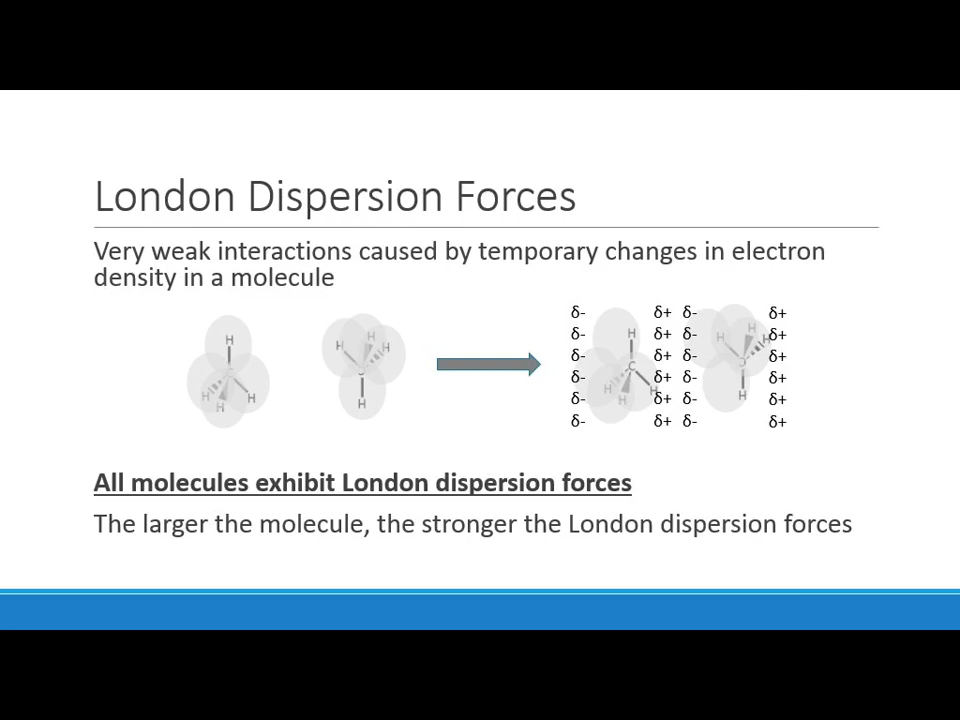 London Dispersion Forces
Very weak interactions caused by temporary changes in electron
density in a molecule
H H H H
C C
H H H H
δ- δ+ δ- δ+
δ- H δ+ δ- H H H δ+
δ- δ+ δ- δ+
δ- C δ+ δ- C δ+
δ- H H H δ+ δ- H δ+
δ- δ+ δ- δ+
All molecules exhibit London dispersion forces
The larger the molecule, the stronger the London dispersion forces